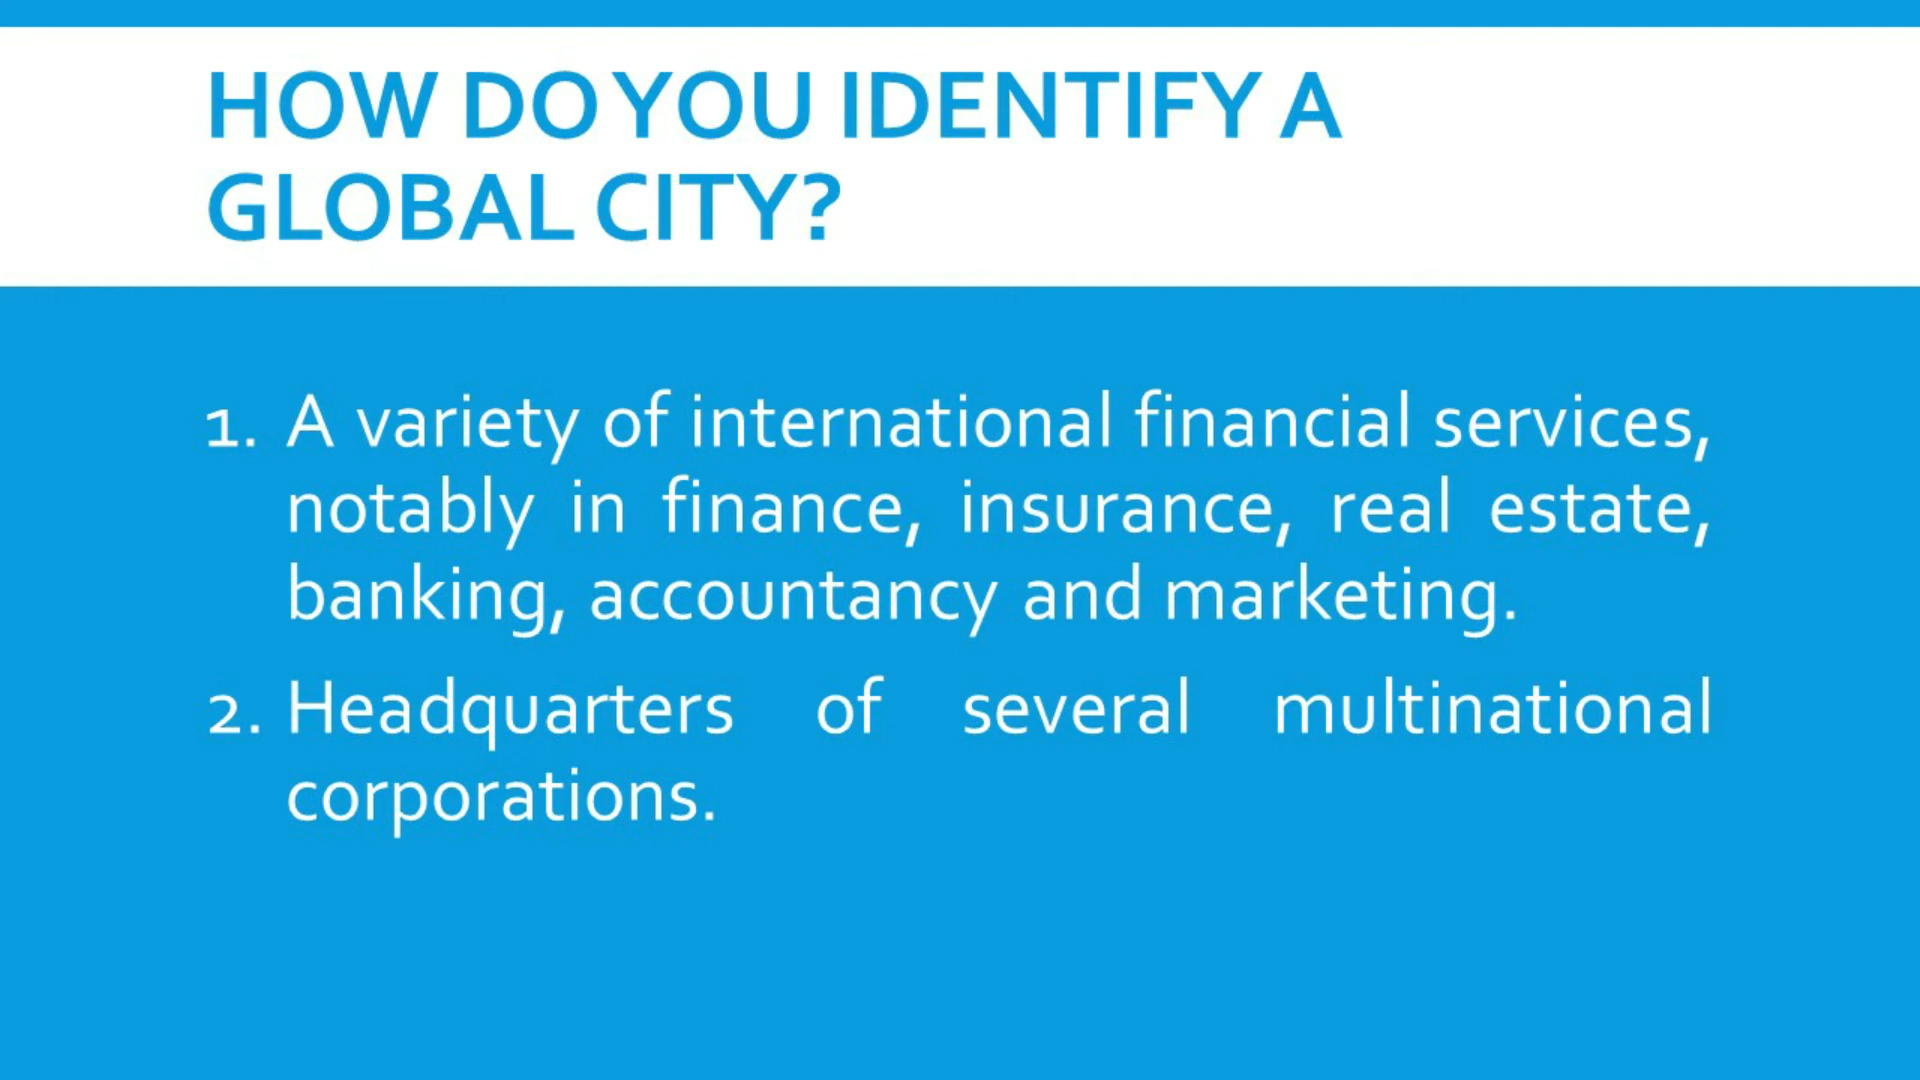 HOW DO YOU IDENTIFY A
GLOBAL CITY?
1. A variety of international financial services,
notably in finance, insurance, real estate,
banking, accountancy and marketing.
2. Headquarters of several multinational
corporations.